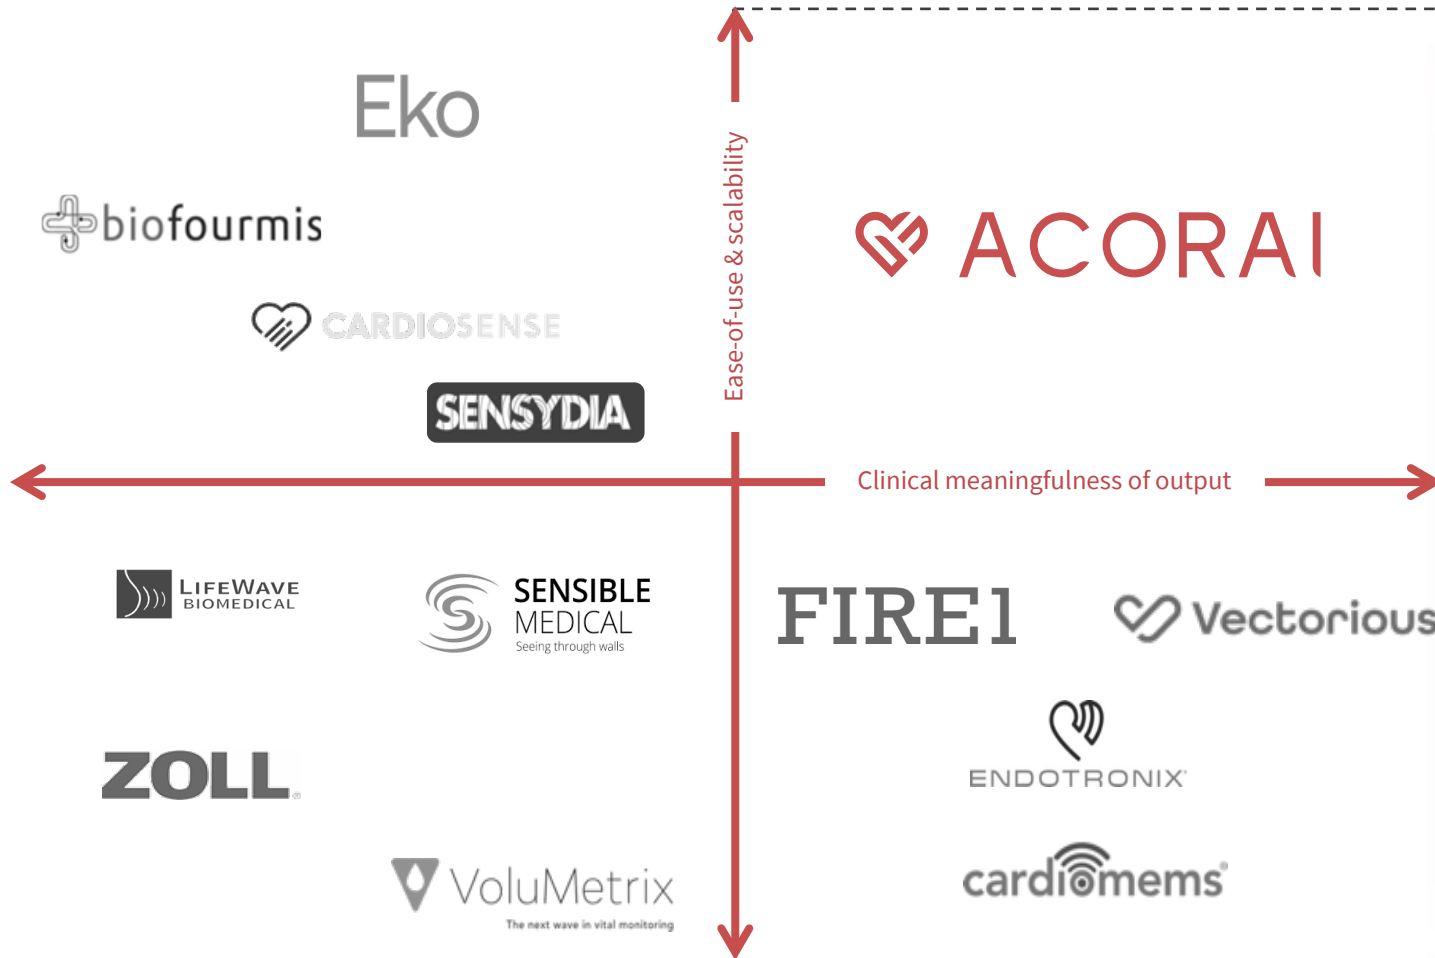 Eko
biofourmis
CARDIOSENSE
SENSYDIA
Ease-of-use & scalability
ACORAI
Clinical meaningfulness of output
LIFEWAVE
BIOMEDICAL
SENSIBLE
MEDICAL
Seeing through walls
FIRE1
Vectorious
ZOLL®
ENDOTRONIX®
VoluMetrix
The next wave in vital monitoring
cardiomems®